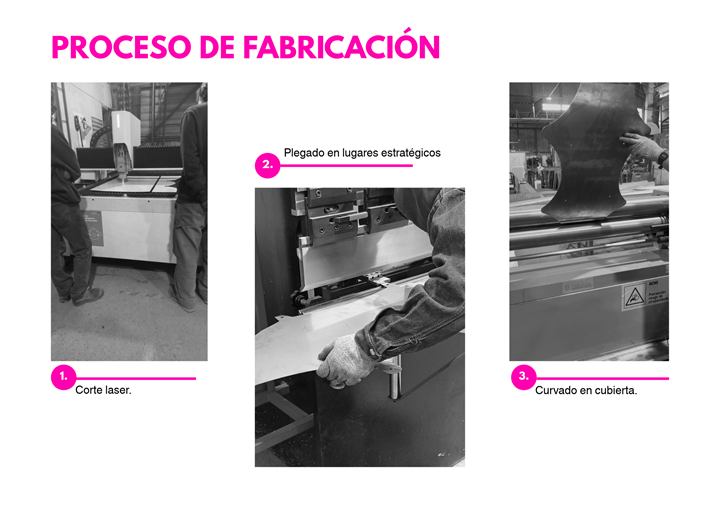 PROCESO DE FABRICACIÓN
1.
Corte laser.
2.
Plegado en lugares estratégicos
3.
Curvado en cubierta.